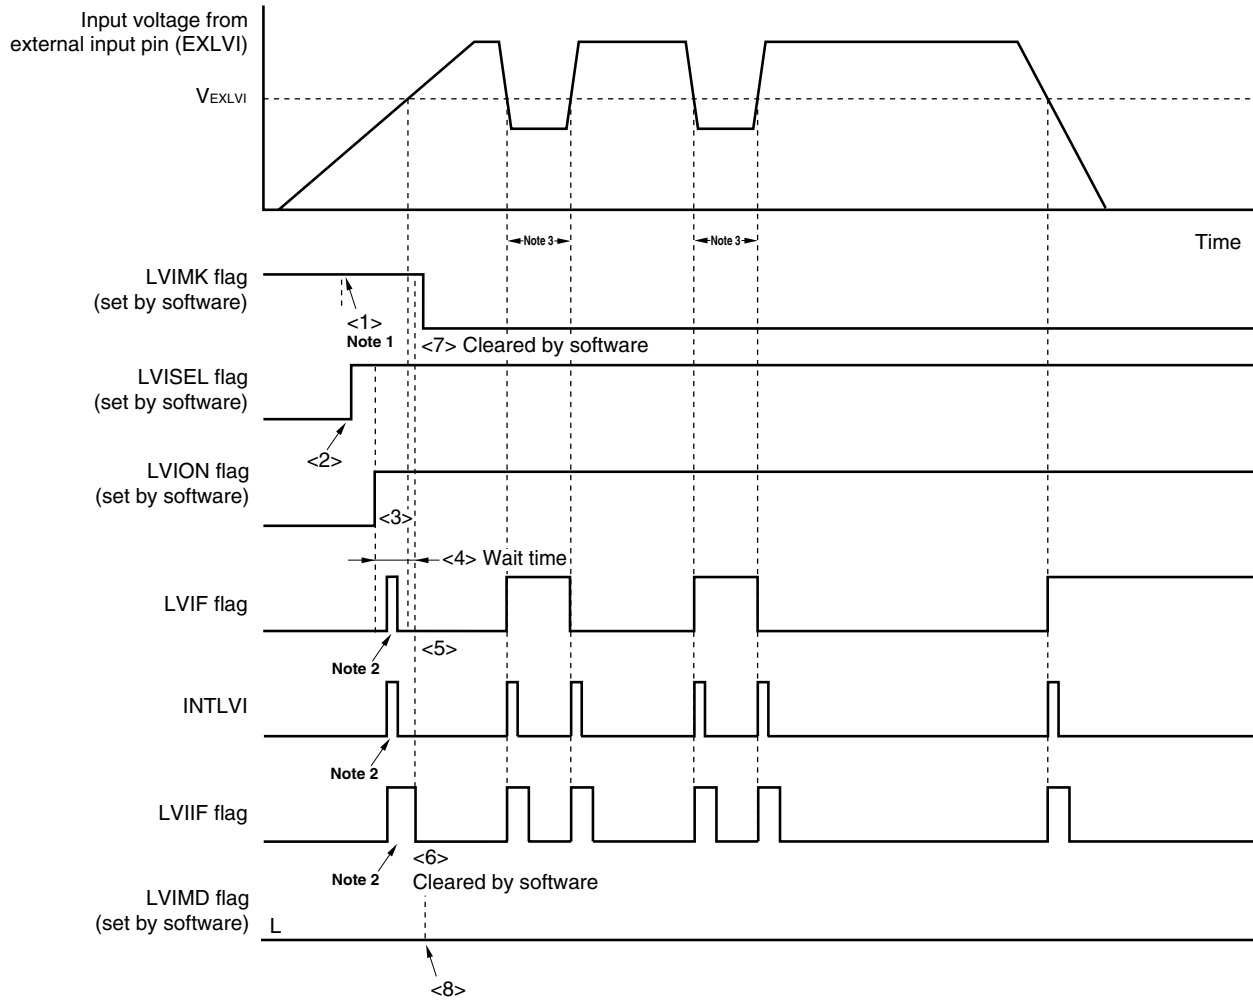 Input voltage from
external input pin (EXLVI)
VEXLVI
Note 3
Note 3
Time
LVIMK flag
(set by software)
<1>
Note 1
<7> Cleared by software
LVISEL flag
(set by software)
<2>
LVION flag
(set by software)
<3>
<4> Wait time
LVIF flag
Note 2
<5>
INTLVI
Note 2
LVIIF flag
Note 2
<6>
Cleared by software
LVIMD flag
(set by software)
L
<8>